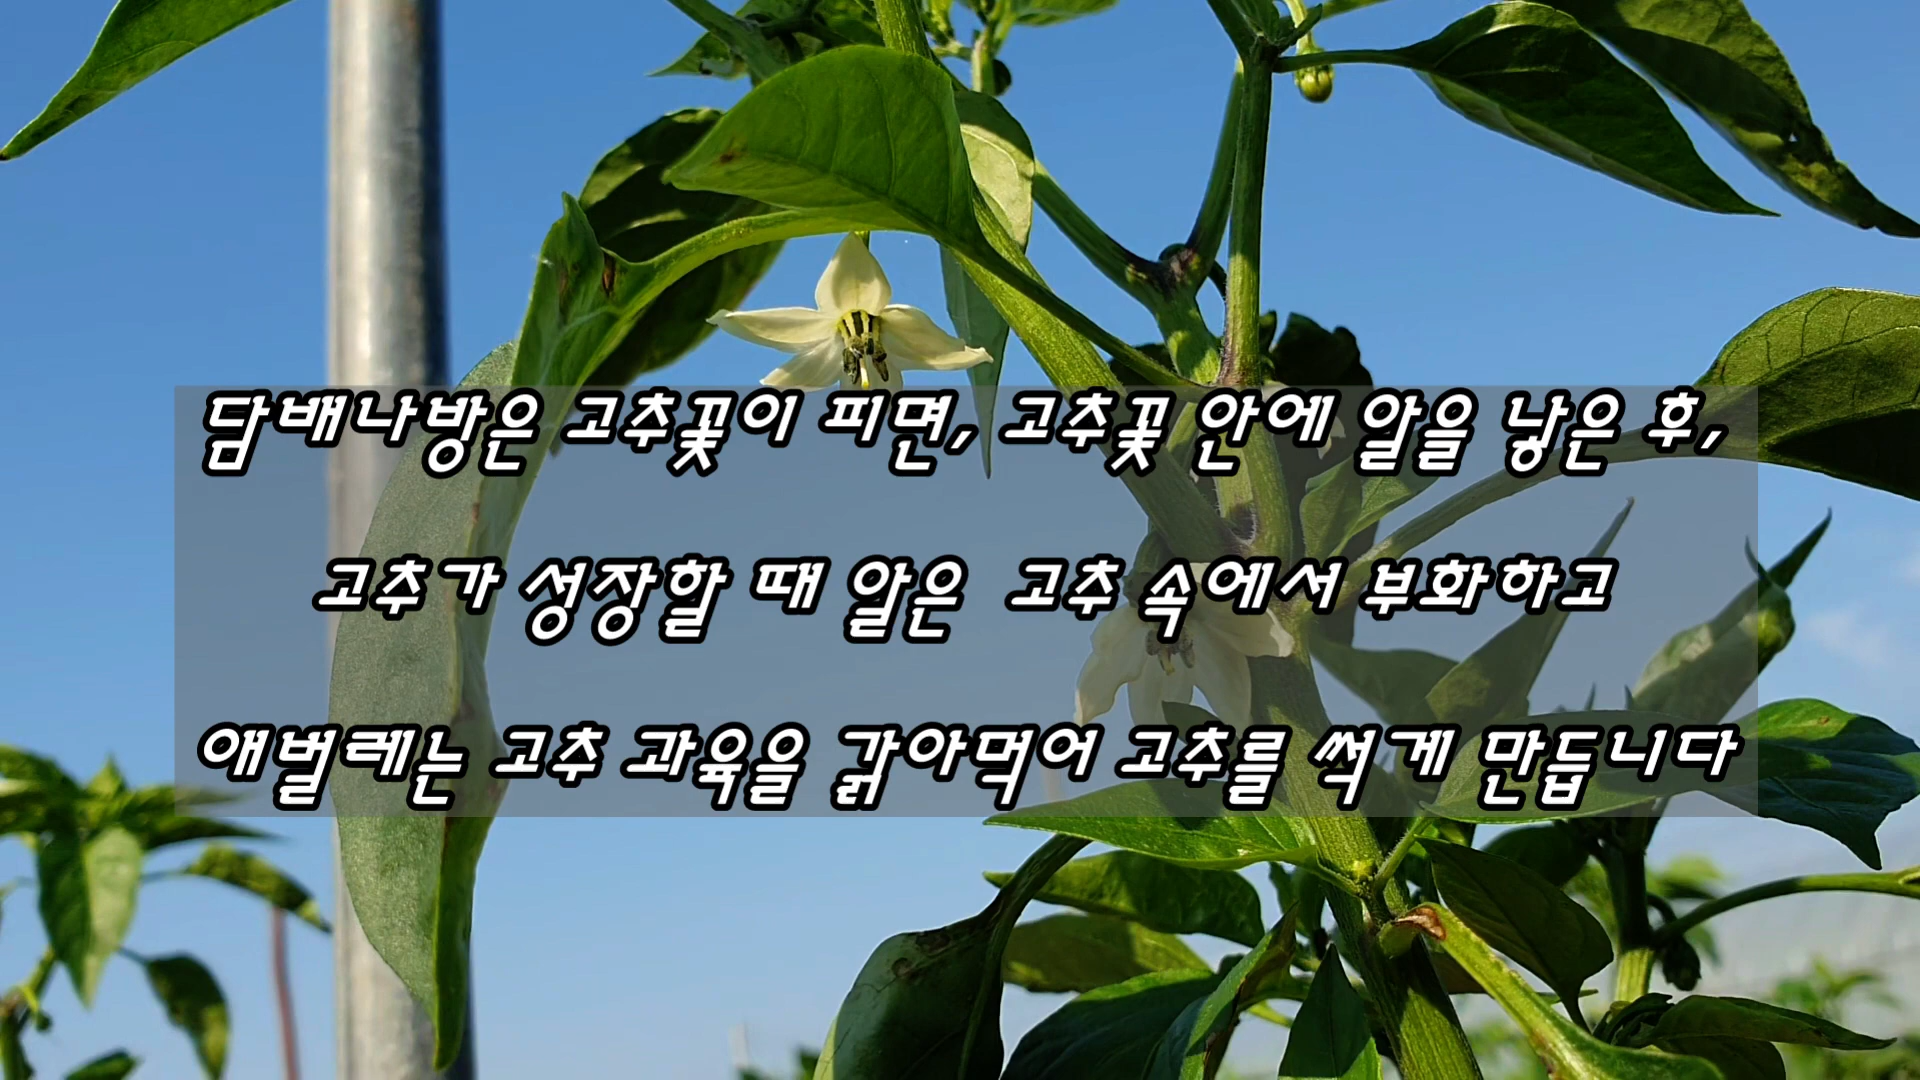 담배나방은 고추꽃이 피면, 고추꽃 안에 알을 낳은 후,
고추가 성장할 때 알은 고추 속에서 부화하고
애벌레는 고추 과육을 갉아먹어 고추를 썩게 만듭니다